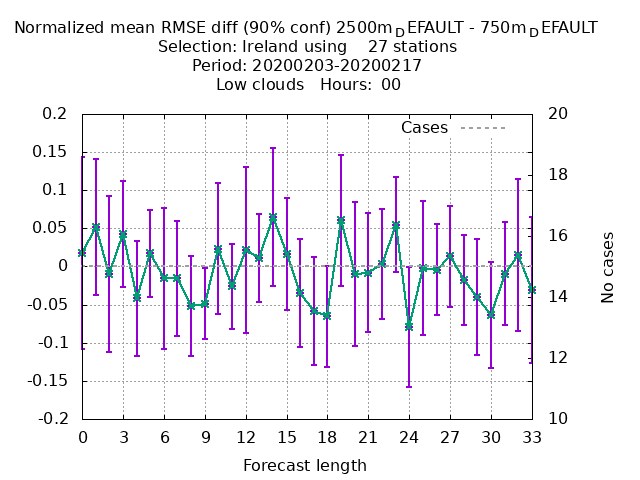 Normalized mean RMSE diff (90% conf) 2500m_DEFAULT - 750m_DEFAULT
Selection: Ireland using 27 stations
Period: 20200203-20200217
Low clouds Hours: 00
Cases
0.2
0.15
0.1
0.05
0
-0.05
-0.1
-0.15
-0.2
20
18
16
14
12
10
No cases
0 3 6 9 12 15 18 21 24 27 30 33
Forecast length